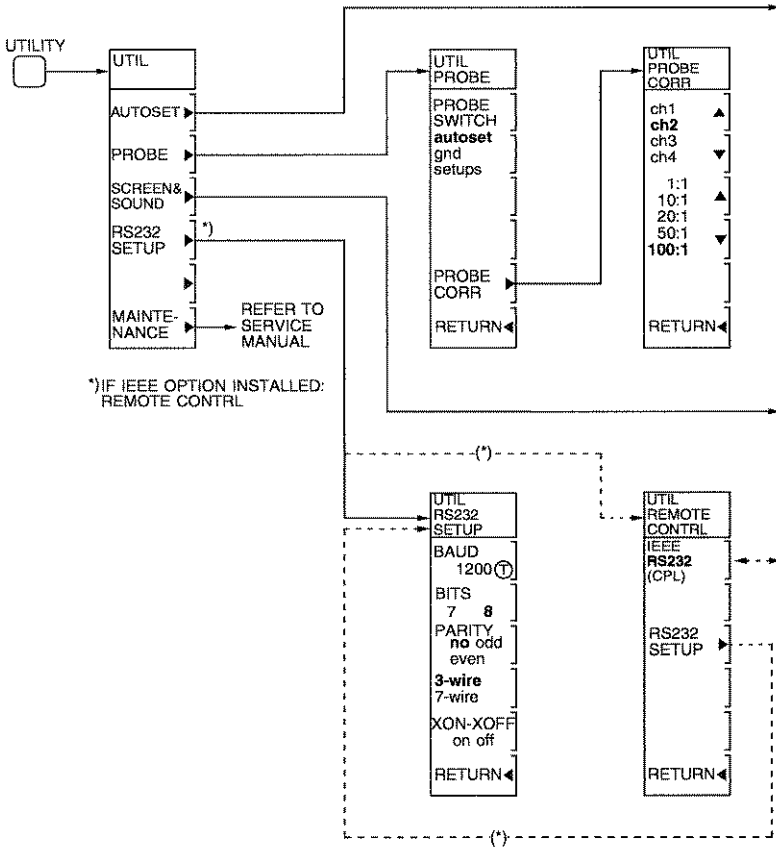 UTILITY
UTIL
AUTOSET
PROBE
SCREEN&
SOUND
RS232
SETUP
*)
MAINTE-
NANCE
REFER TO
SERVICE
MANUAL
*)IF IEEE OPTION INSTALLED:
REMOTE CONTRL
UTIL
PROBE
PROBE
SWITCH
autoset
gnd
setups
PROBE
CORR
RETURN
UTIL
PROBE
CORR
ch1
ch2
ch3
ch4
1:1
10:1
20:1
50:1
100:1
RETURN
(*)
UTIL
RS232
SETUP
BAUD
1200 T
BITS
7 8
PARITY
no odd
even
3-wire
7-wire
XON-XOFF
on off
RETURN
UTIL
REMOTE
CONTRL
IEEE
RS232
(CPL)
RS232
SETUP
RETURN
(*)